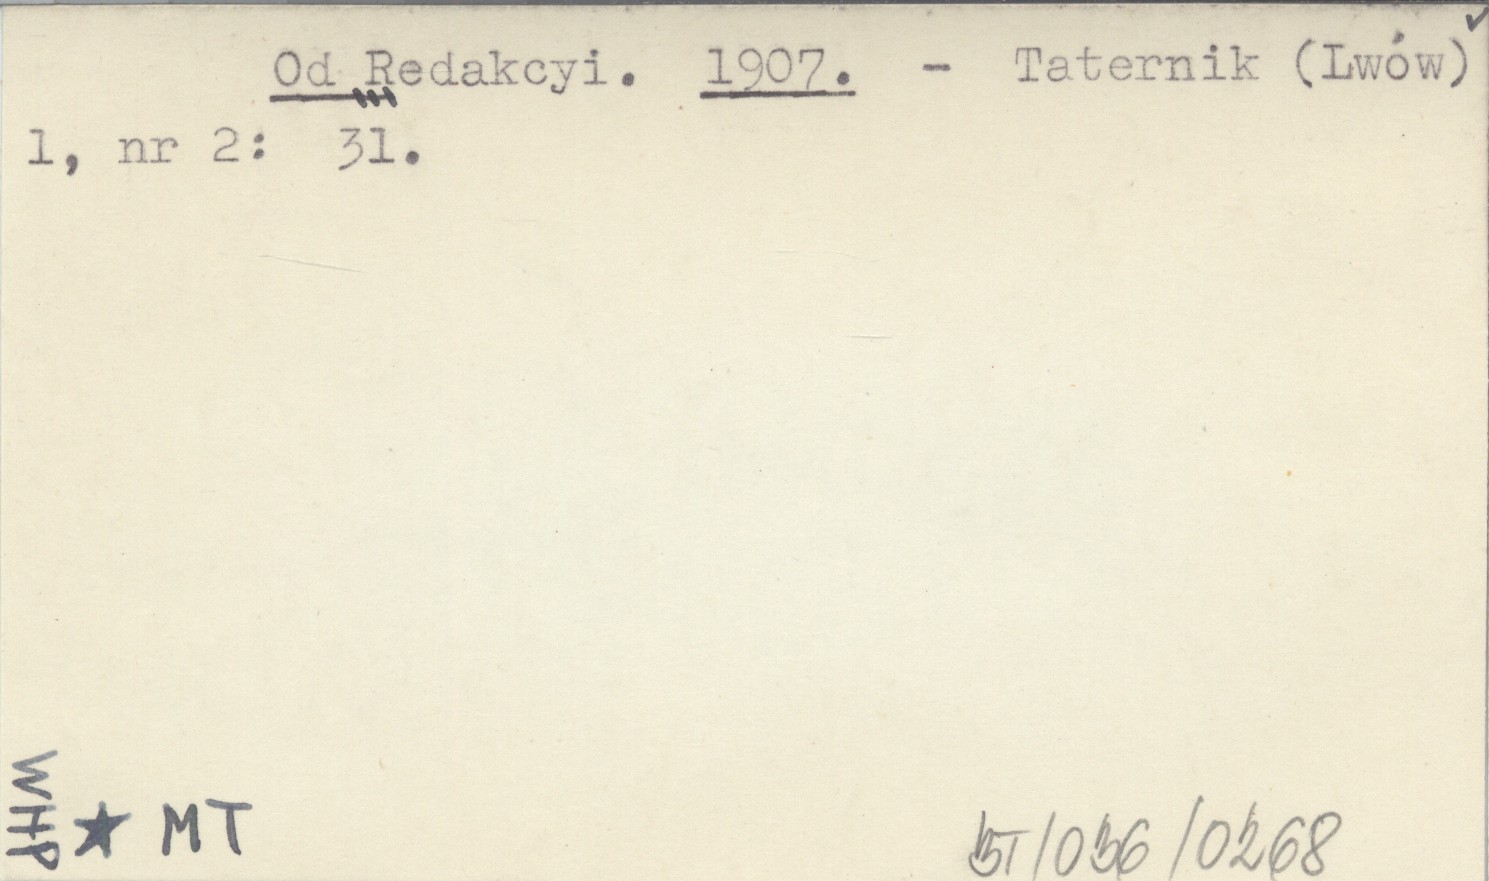 Od Redakcyi. 1907. - Taternik (Lwów)
1, nr 2: 31.
WHP ★ MT
BT/036/0268